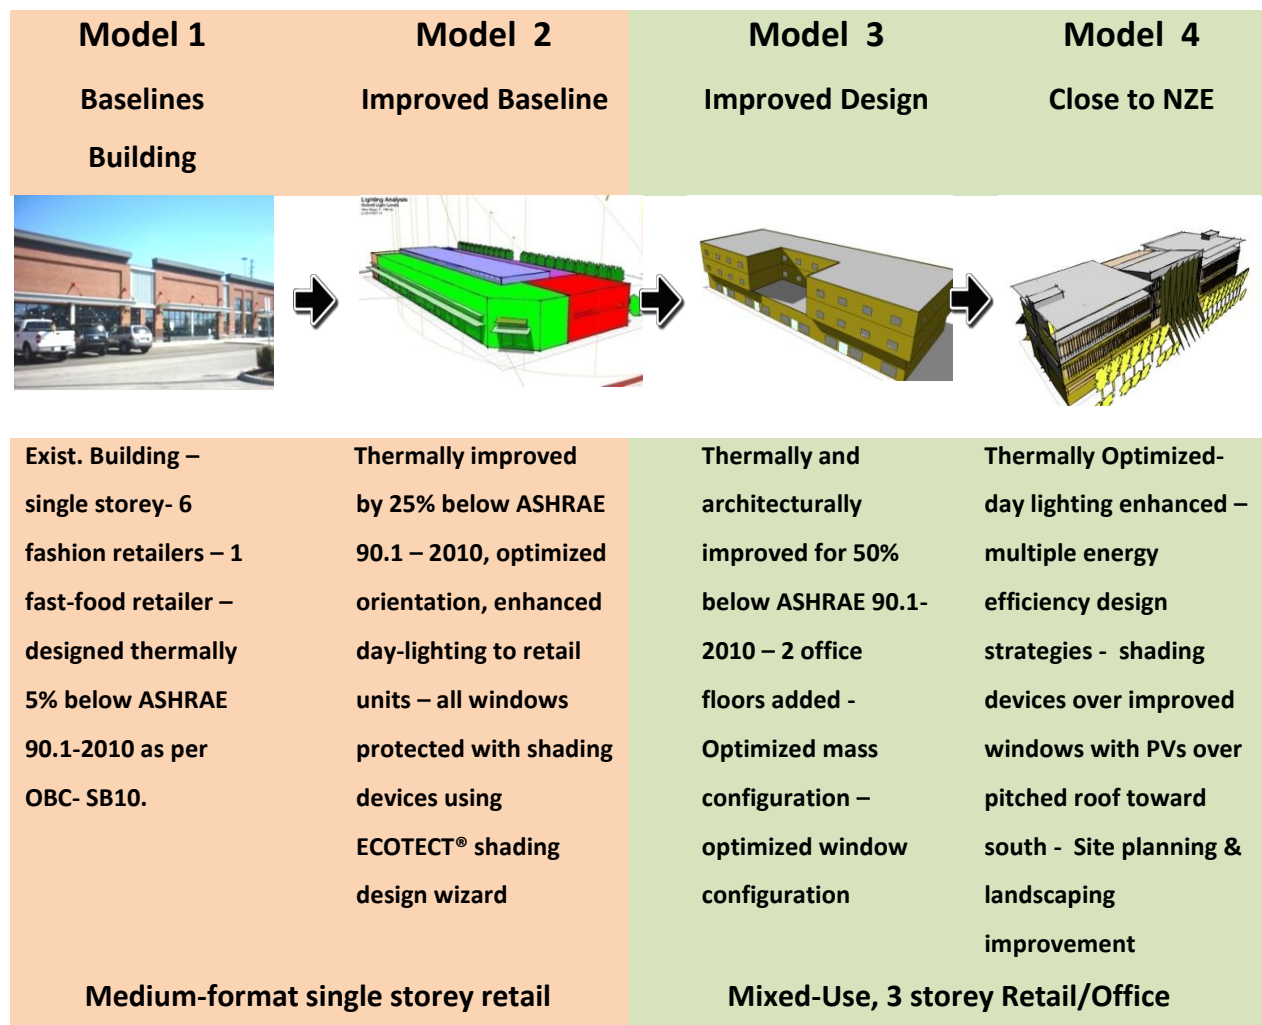 Model 1
Baselines
Building
Model 2
Improved Baseline
Model 3
Improved Design
Model 4
Close to NZE
Lighting Analysis
Exist. Building –
single storey- 6
fashion retailers – 1
fast-food retailer –
designed thermally
5% below ASHRAE
90.1-2010 as per
OBC- SB10.
Thermally improved
by 25% below ASHRAE
90.1 – 2010, optimized
orientation, enhanced
day-lighting to retail
units – all windows
protected with shading
devices using
ECOTECT® shading
design wizard
Thermally and
architecturally
improved for 50%
below ASHRAE 90.1-
2010 – 2 office
floors added -
Optimized mass
configuration –
optimized window
configuration
Thermally Optimized-
day lighting enhanced –
multiple energy
efficiency design
strategies - shading
devices over improved
windows with PVs over
pitched roof toward
south - Site planning &
landscaping
improvement
Medium-format single storey retail
Mixed-Use, 3 storey Retail/Office